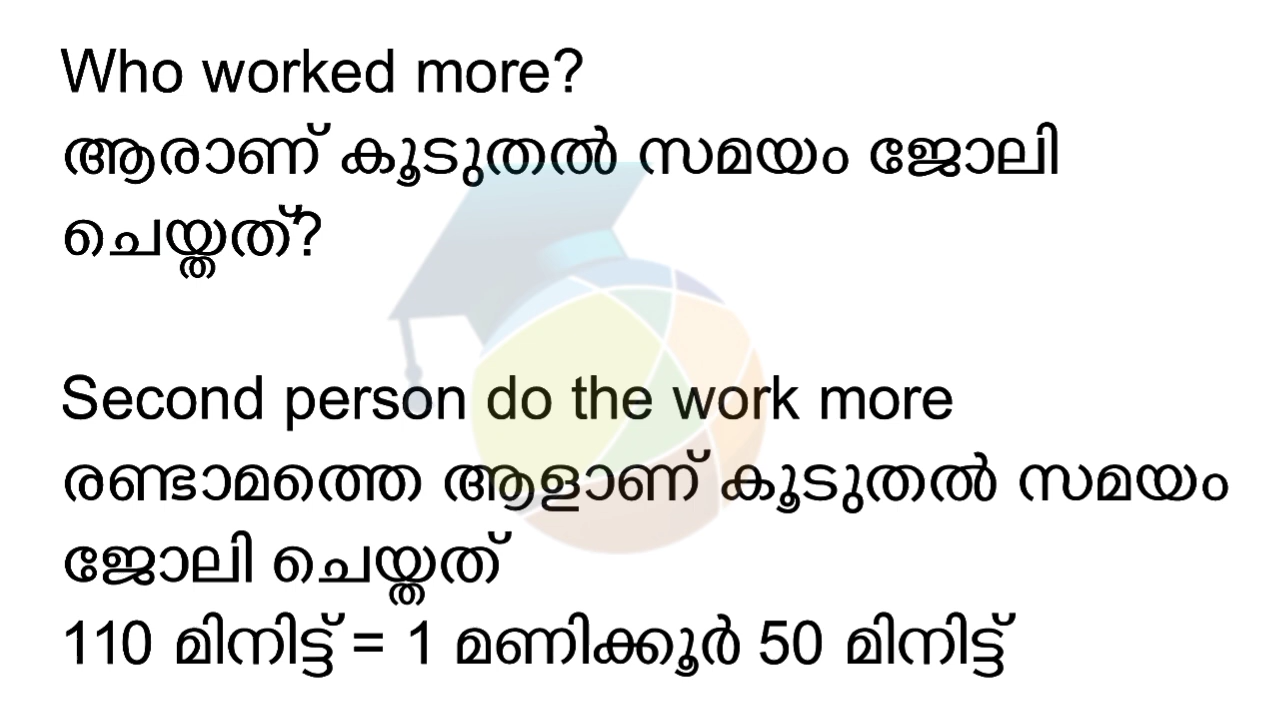 Who worked more?
ആരാണ് കൂടുതൽ സമയം ജോലി
ചെയ്തത്?
Second person do the work more
രണ്ടാമത്തെ ആളാണ് കൂടുതൽ സമയം
ജോലി ചെയ്തത്
110 മിനിട്ട് = 1 മണിക്കൂർ 50 മിനിട്ട്